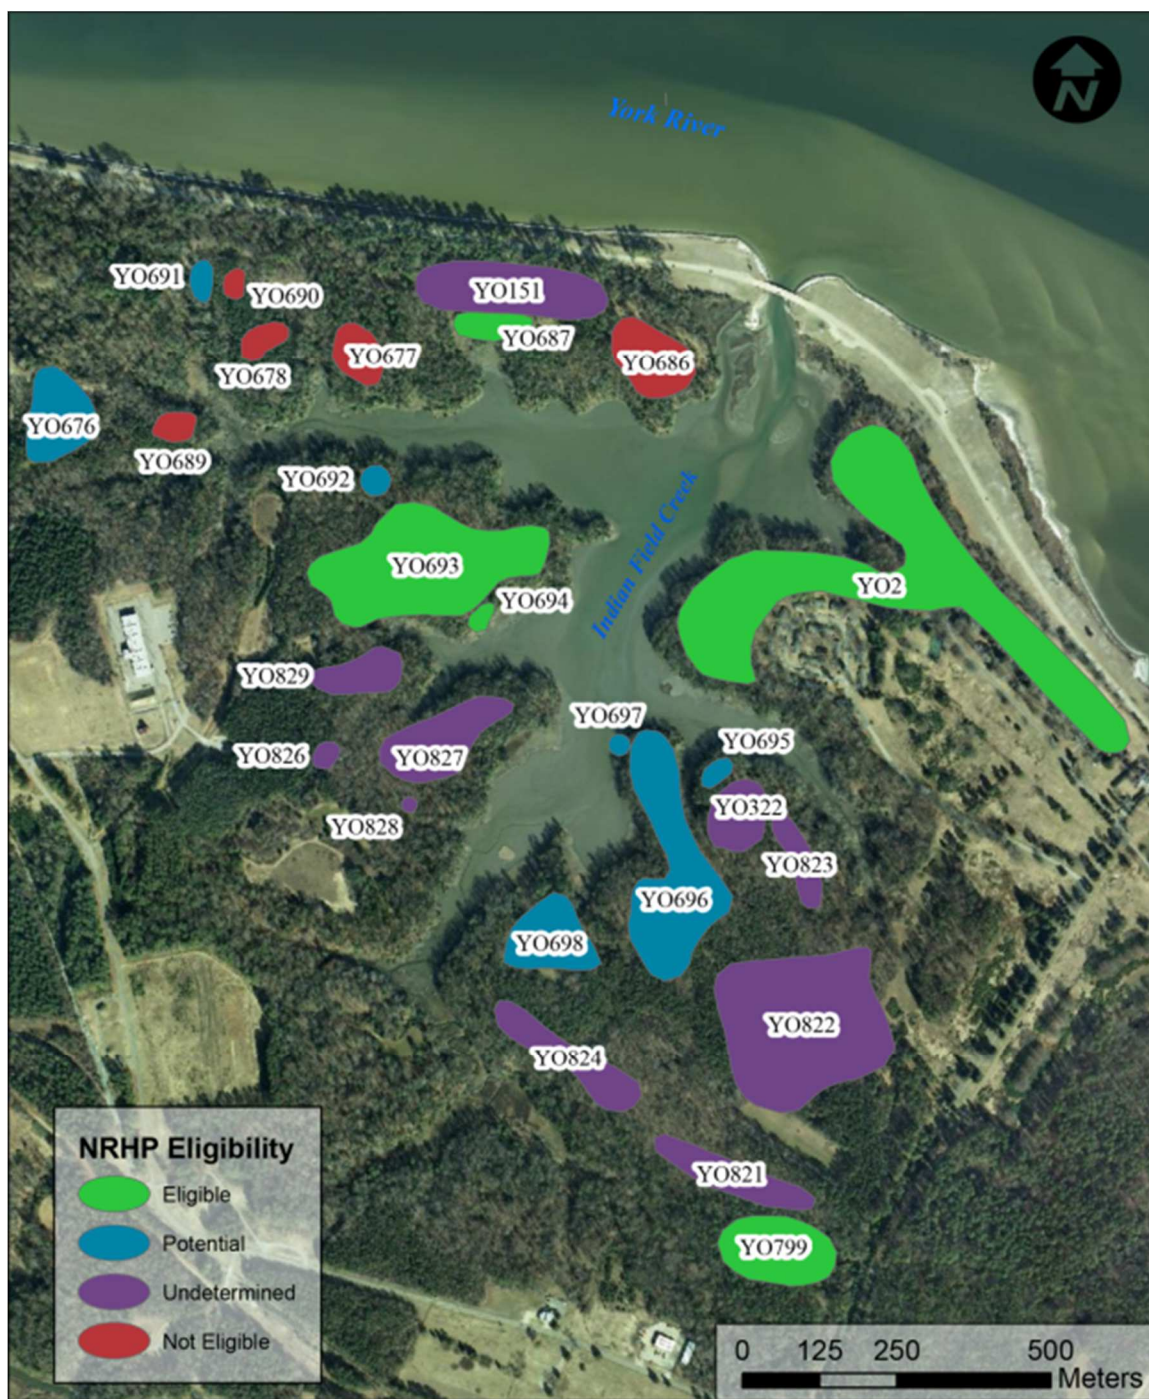 N
York River
YO691
YO690
YO151
YO687
YO678
YO677
YO686
YO676
YO689
YO692
Indian Field Creek
YO693
YO694
YO2
YO829
YO697
YO826
YO827
YO695
YO828
YO322
YO823
YO696
YO698
YO822
YO824
YO821
YO799
NRHP Eligibility
Eligible
Potential
Undetermined
Not Eligible
0 125 250 500
Meters